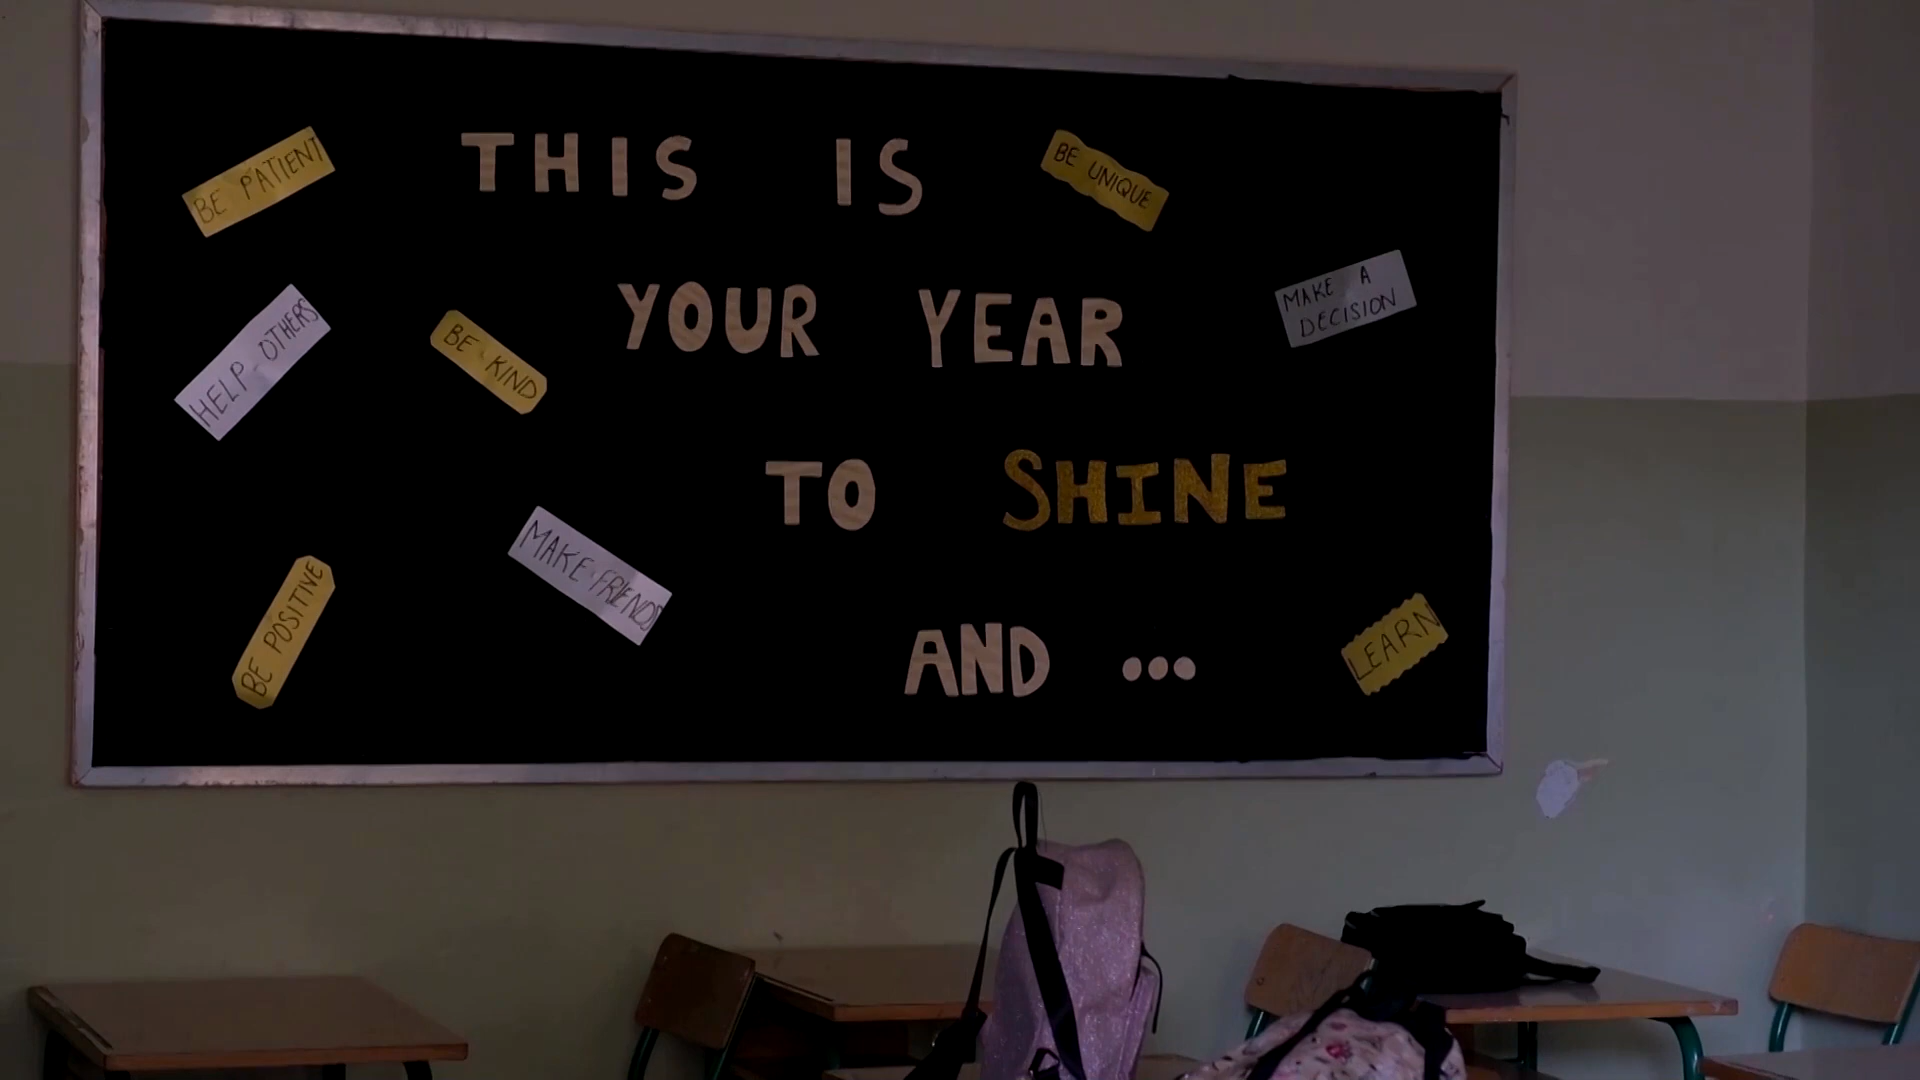 THIS IS
YOUR YEAR
TO SHINE
AND ...
BE PATIENT
BE UNIQUE
HELP OTHERS
BE KIND
MAKE A
DECISION
MAKE FRIENDS
BE POSITIVE
LEARN